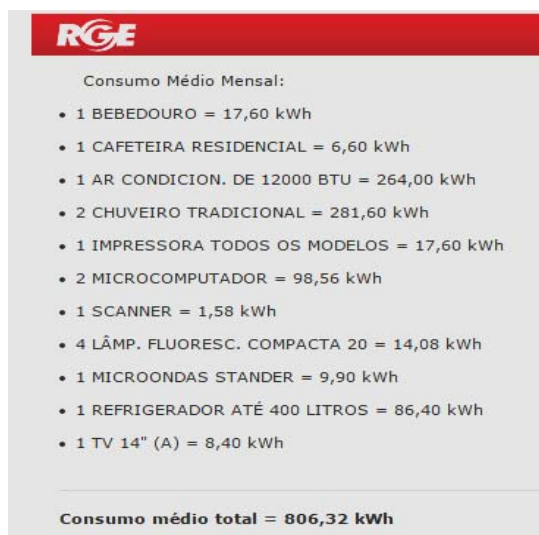 RGE
Consumo Médio Mensal:
• 1 BEBEDOURO = 17,60 kWh
• 1 CAFETEIRA RESIDENCIAL = 6,60 kWh
• 1 AR CONDICION. DE 12000 BTU = 264,00 kWh
• 2 CHUVEIRO TRADICIONAL = 281,60 kWh
• 1 IMPRESSORA TODOS OS MODELOS = 17,60 kWh
• 2 MICROCOMPUTADOR = 98,56 kWh
• 1 SCANNER = 1,58 kWh
• 4 LÂMP. FLUORESC. COMPACTA 20 = 14,08 kWh
• 1 MICROONDAS STANDER = 9,90 kWh
• 1 REFRIGERADOR ATÉ 400 LITROS = 86,40 kWh
• 1 TV 14" (A) = 8,40 kWh
Consumo médio total = 806,32 kWh